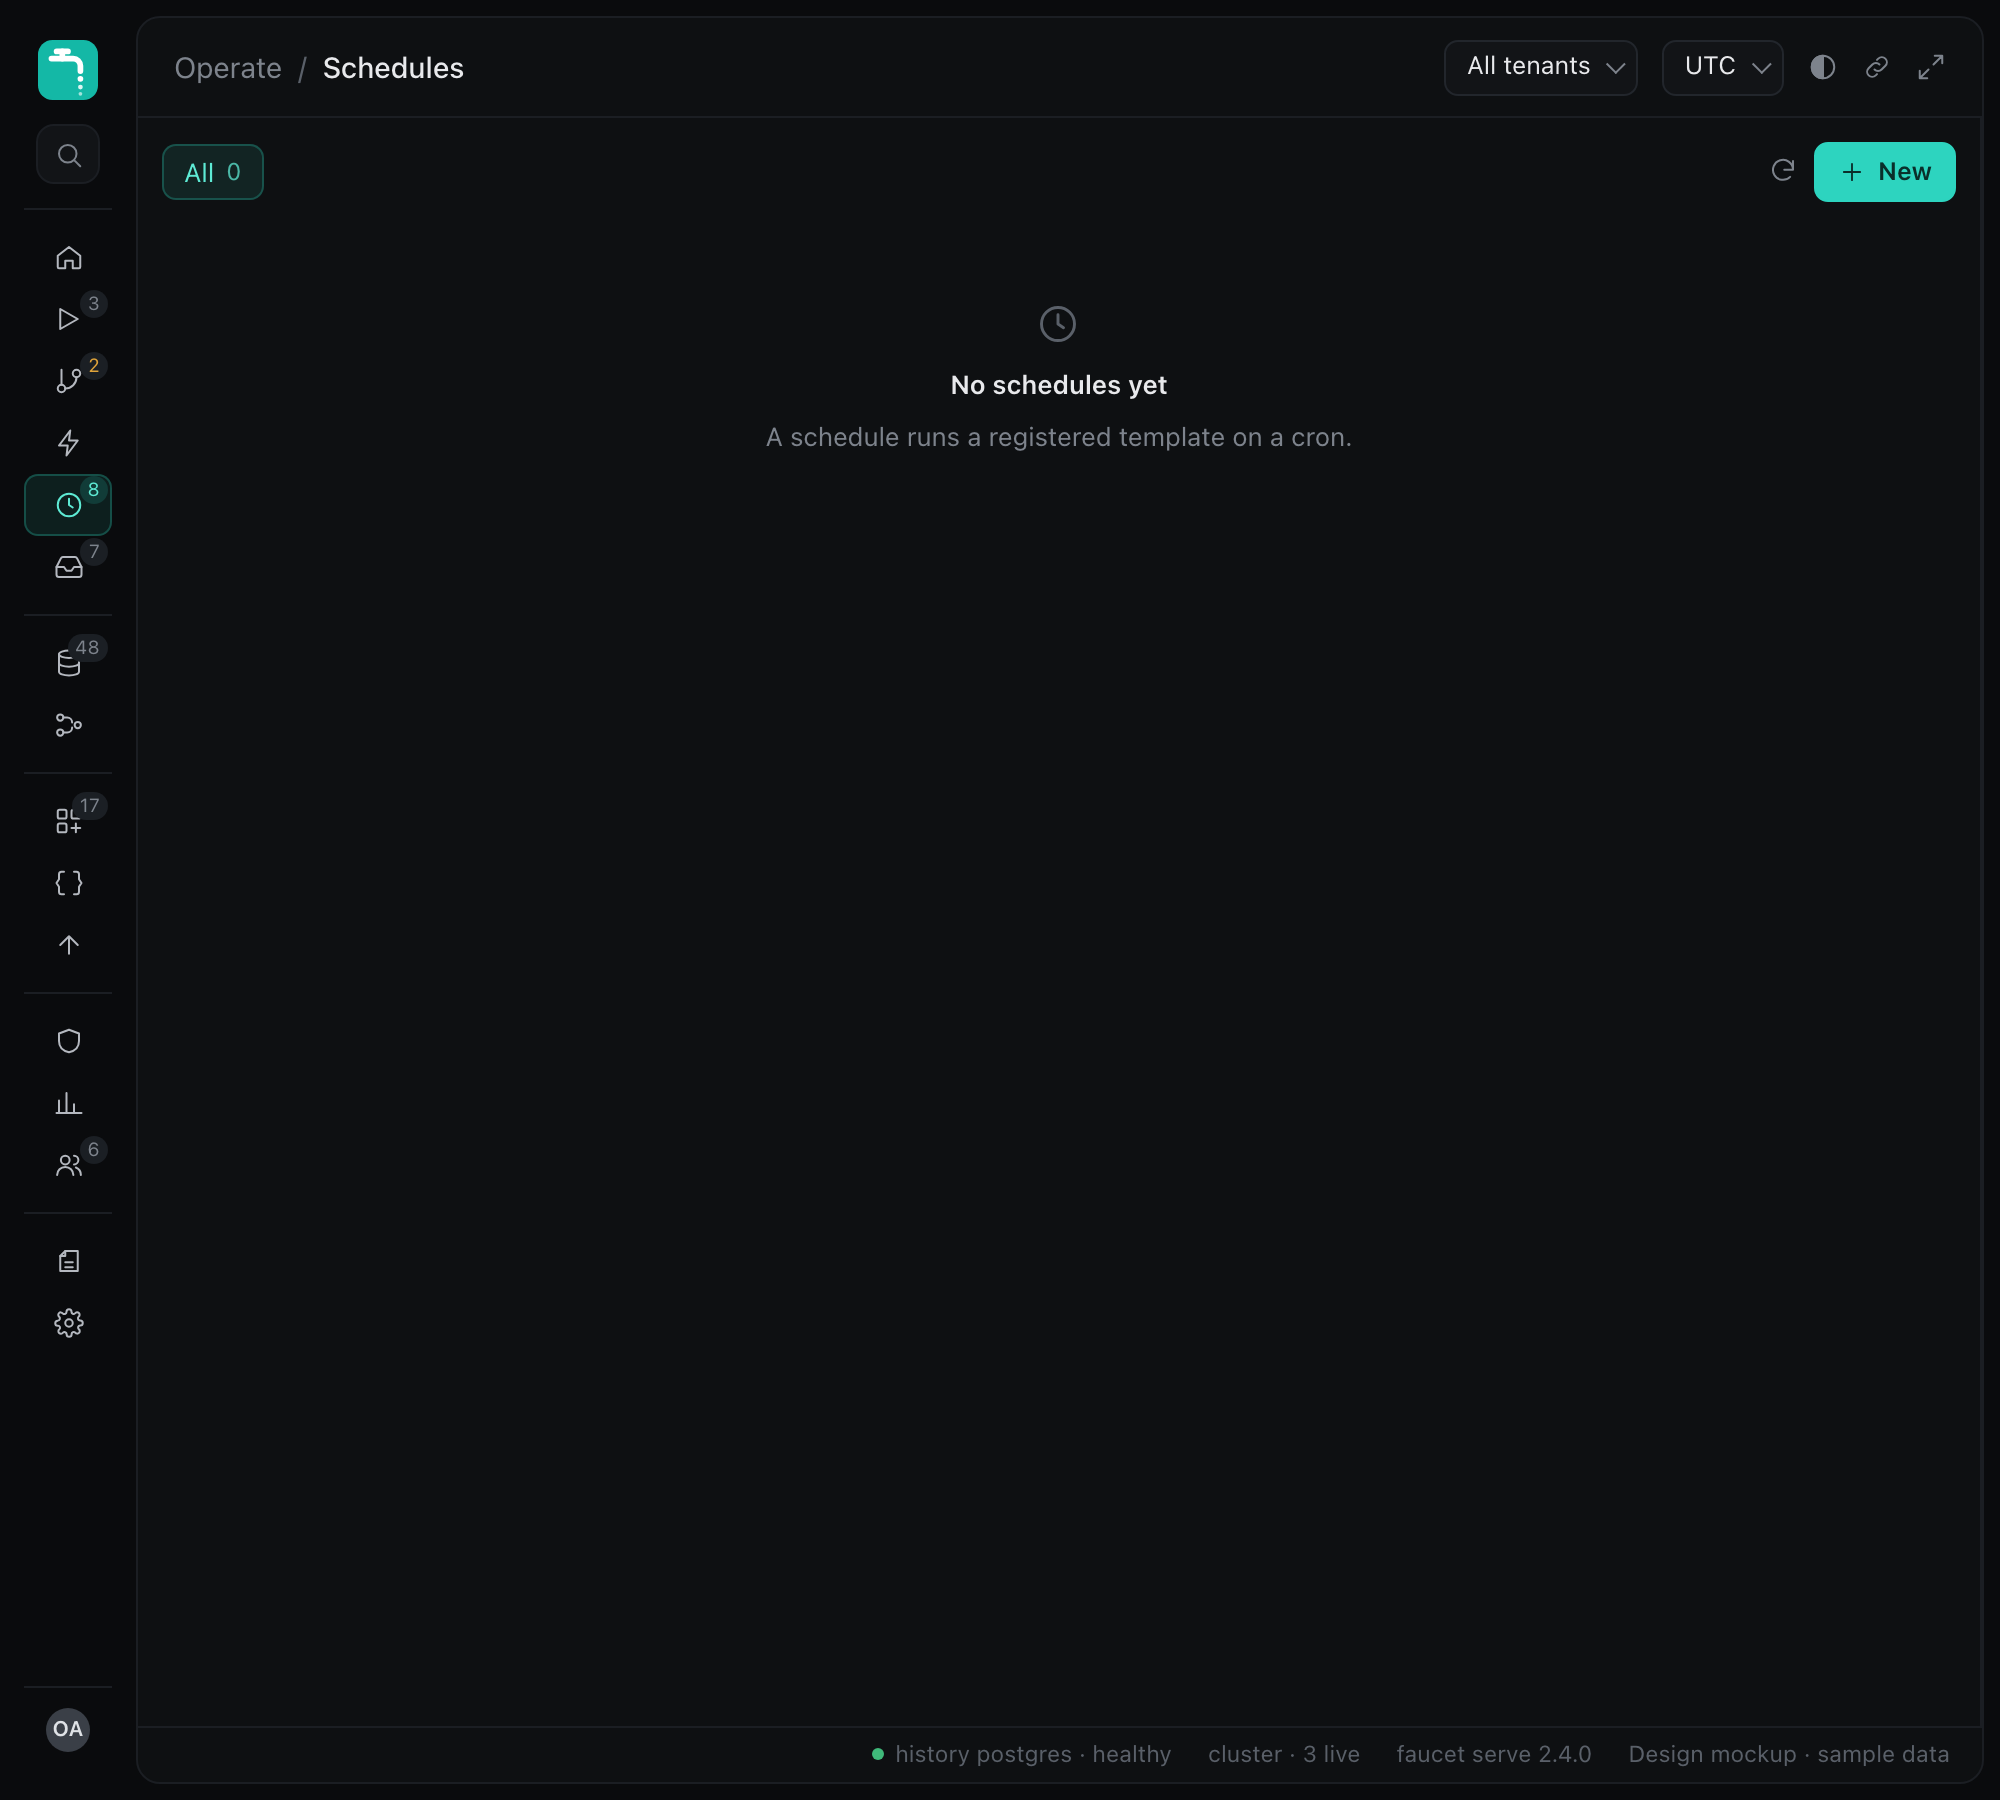 Operate / Schedules
All tenants
UTC
All 0
New
3
2
8
7
48
17
6
No schedules yet
A schedule runs a registered template on a cron.
OA
history postgres · healthy
cluster · 3 live
faucet serve 2.4.0
Design mockup · sample data